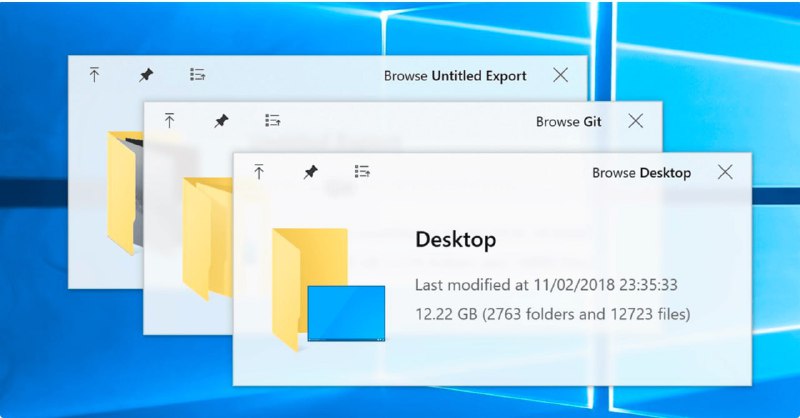 Browse Untitled Export
Browse Git
Browse Desktop
Desktop
Last modified at 11/02/2018 23:35:33
12.22 GB (2763 folders and 12723 files)